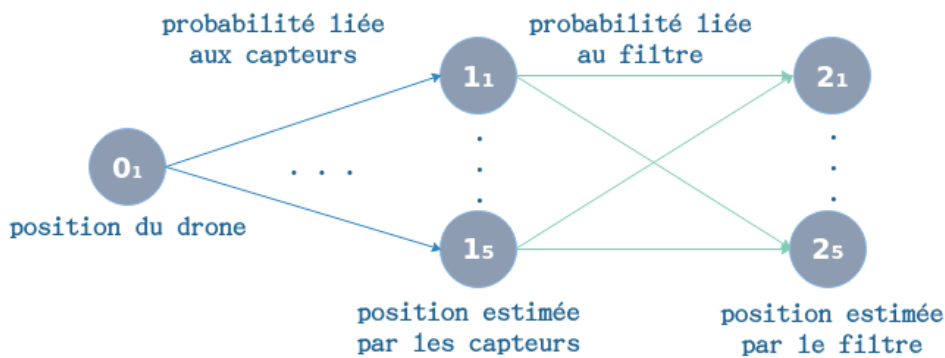 probabilité liée
aux capteurs
probabilité liée
au filtre
1₁
2₁
0₁
. . .
position du drone
1₅
2₅
position estimée
par les capteurs
position estimée
par le filtre